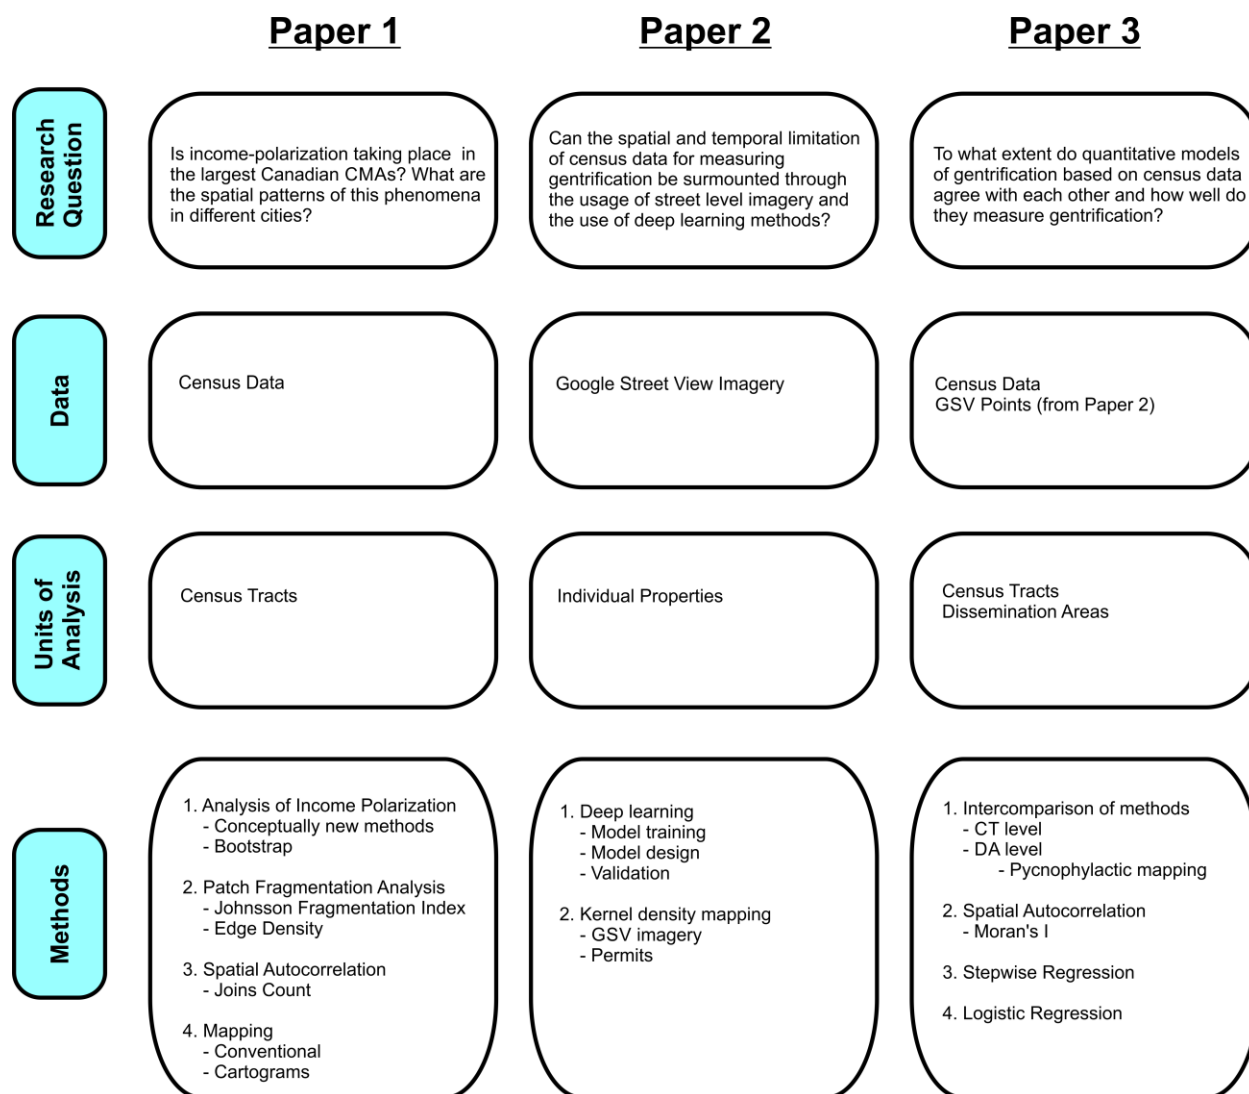 Paper 1
Paper 2
Paper 3
Research
Question
Is income-polarization taking place in
the largest Canadian CMAs? What are
the spatial patterns of this phenomena
in different cities?
Can the spatial and temporal limitation
of census data for measuring
gentrification be surmounted through
the usage of street level imagery and
the use of deep learning methods?
To what extent do quantitative models
of gentrification based on census data
agree with each other and how well do
they measure gentrification?
Data
Census Data
Google Street View Imagery
Census Data
GSV Points (from Paper 2)
Units of
Analysis
Census Tracts
Individual Properties
Census Tracts
Dissemination Areas
Methods
1. Analysis of Income Polarization
- Conceptually new methods
- Bootstrap
2. Patch Fragmentation Analysis
- Johnsson Fragmentation Index
- Edge Density
3. Spatial Autocorrelation
- Joins Count
4. Mapping
- Conventional
- Cartograms
1. Deep learning
- Model training
- Model design
- Validation
2. Kernel density mapping
- GSV imagery
- Permits
1. Intercomparison of methods
- CT level
- DA level
- Pycnophylactic mapping
2. Spatial Autocorrelation
- Moran's I
3. Stepwise Regression
4. Logistic Regression